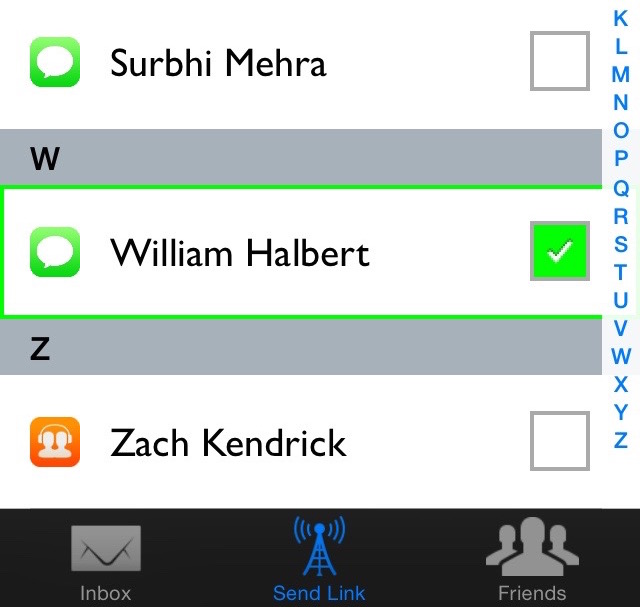 Surbhi Mehra
W
William Halbert
Z
Zach Kendrick
K
L
M
N
O
P
Q
R
S
T
U
V
W
X
Y
Z
Inbox
Send Link
Friends